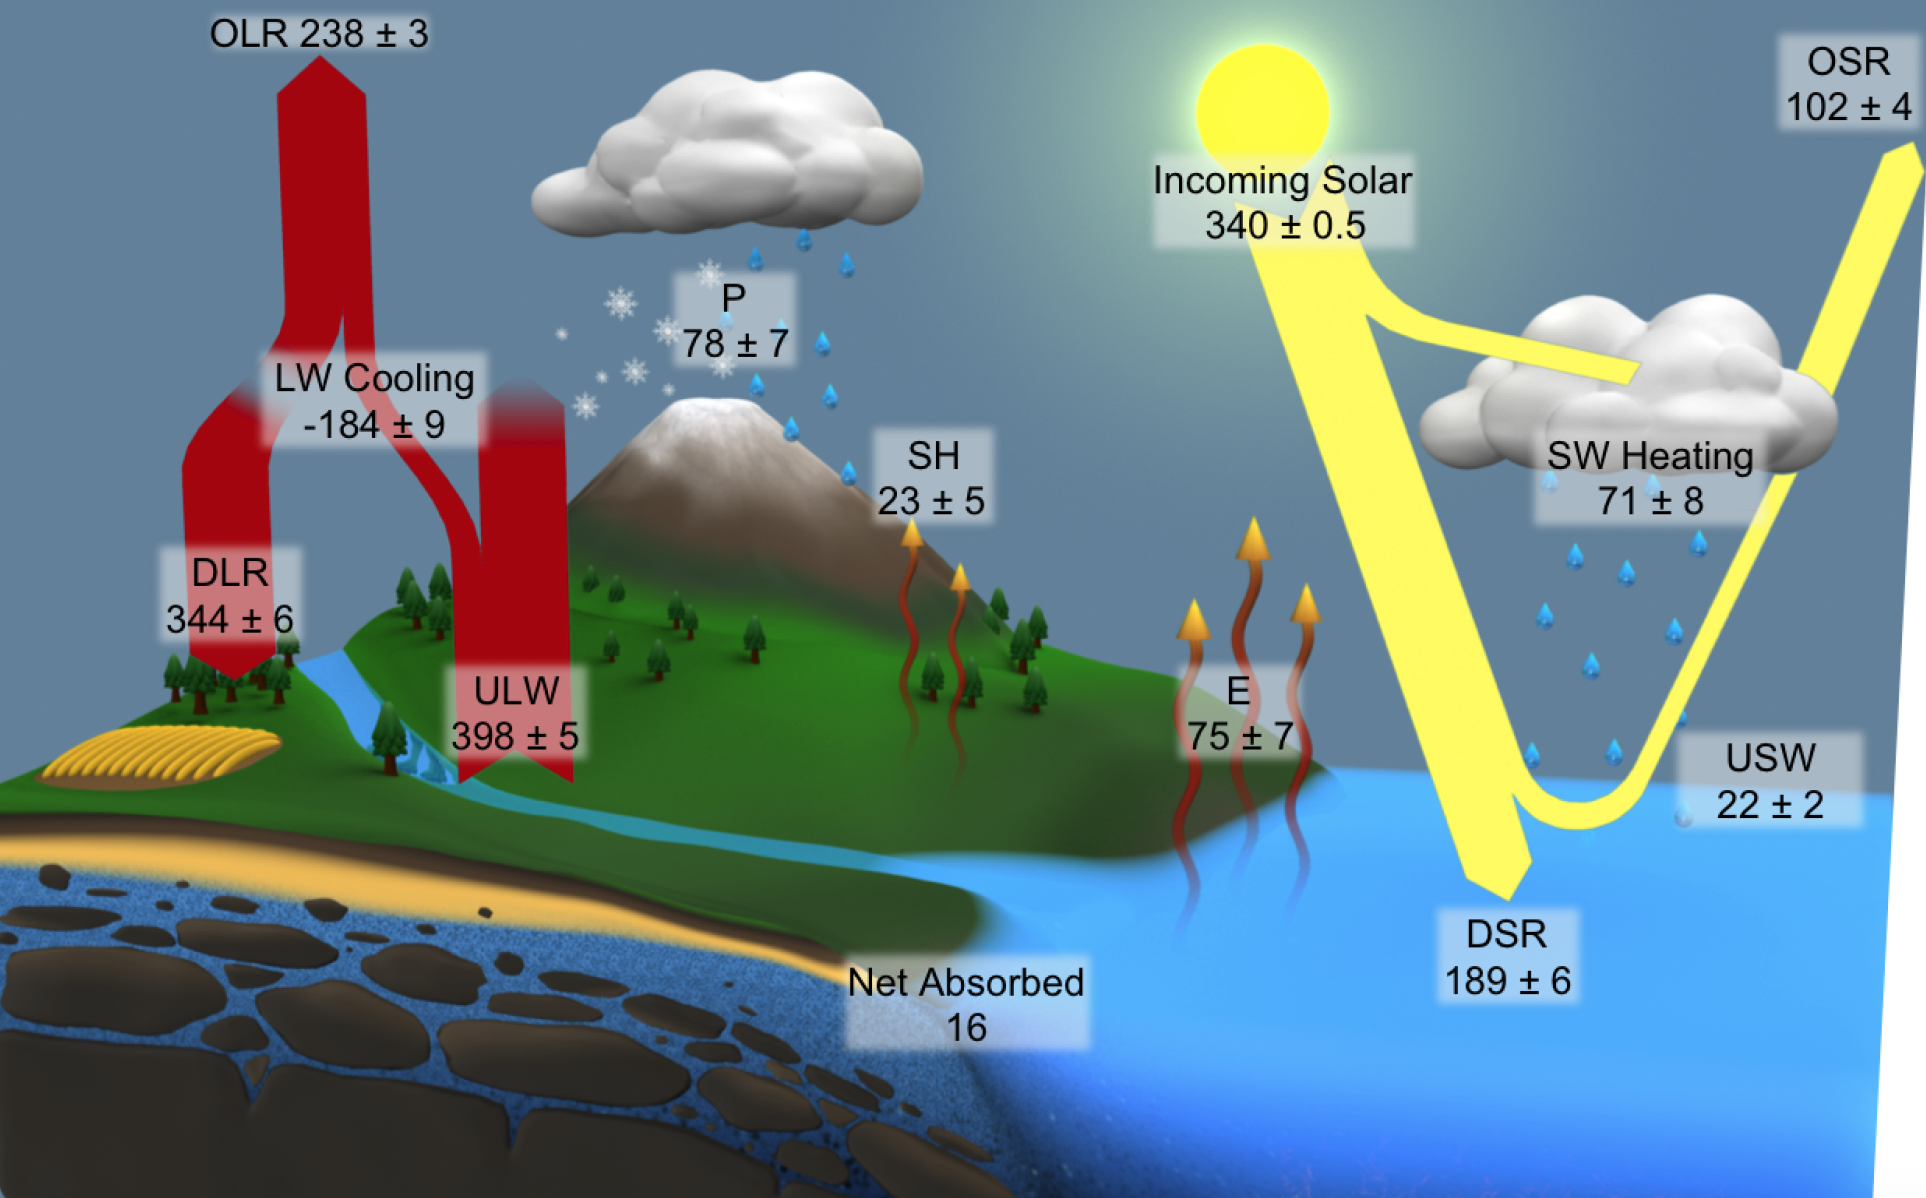 OLR 238 ± 3
OSR
102 ± 4
Incoming Solar
340 ± 0.5
P
78 ± 7
LW Cooling
-184 ± 9
SH
23 ± 5
SW Heating
71 ± 8
DLR
344 ± 6
ULW
398 ± 5
E
75 ± 7
USW
22 ± 2
DSR
189 ± 6
Net Absorbed
16